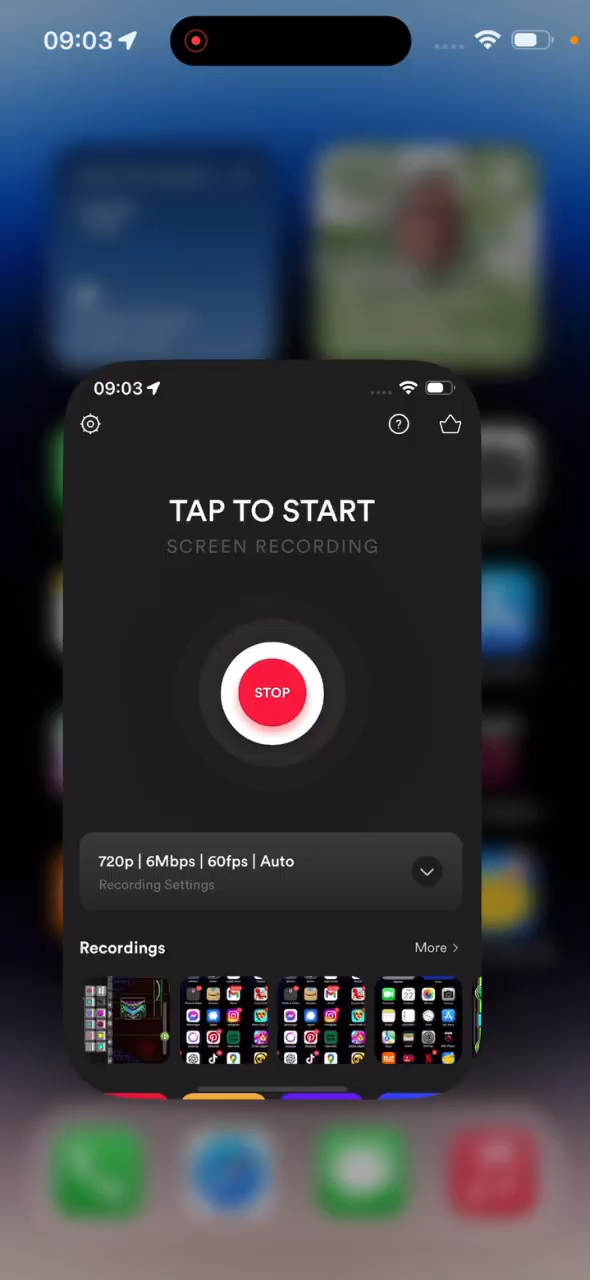 09:03
09:03
?
TAP TO START
SCREEN RECORDING
STOP
720p | 6Mbps | 60fps | Auto
Recording Settings
Recordings
More >